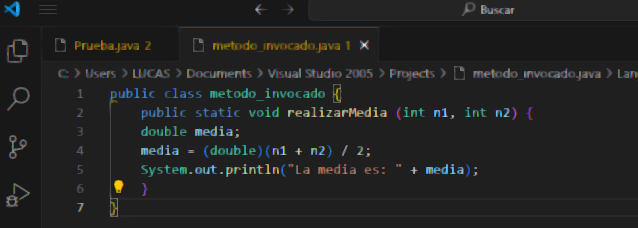 Buscar
Prueba.java 2
metodo_invocado.java 1
C: > Users > LUCAS > Documents > Visual Studio 2005 > Projects > metodo_invocado.java > Lan
1 public class metodo_invocado {
2 public static void realizarMedia (int n1, int n2) {
3 double media;
4 media = (double)(n1 + n2) / 2;
5 System.out.println("La media es: " + media);
6 }
7 }